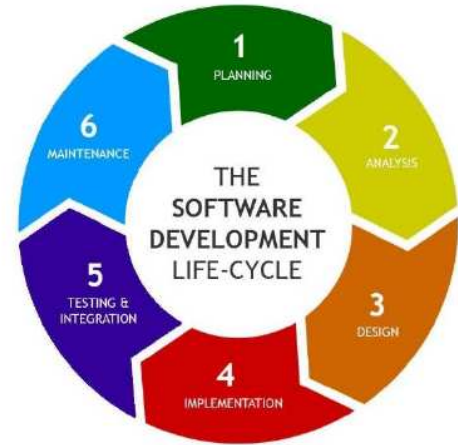 1
PLANNING
2
ANALYSIS
3
DESIGN
4
IMPLEMENTATION
5
TESTING &
INTEGRATION
6
MAINTENANCE
THE
SOFTWARE
DEVELOPMENT
LIFE-CYCLE